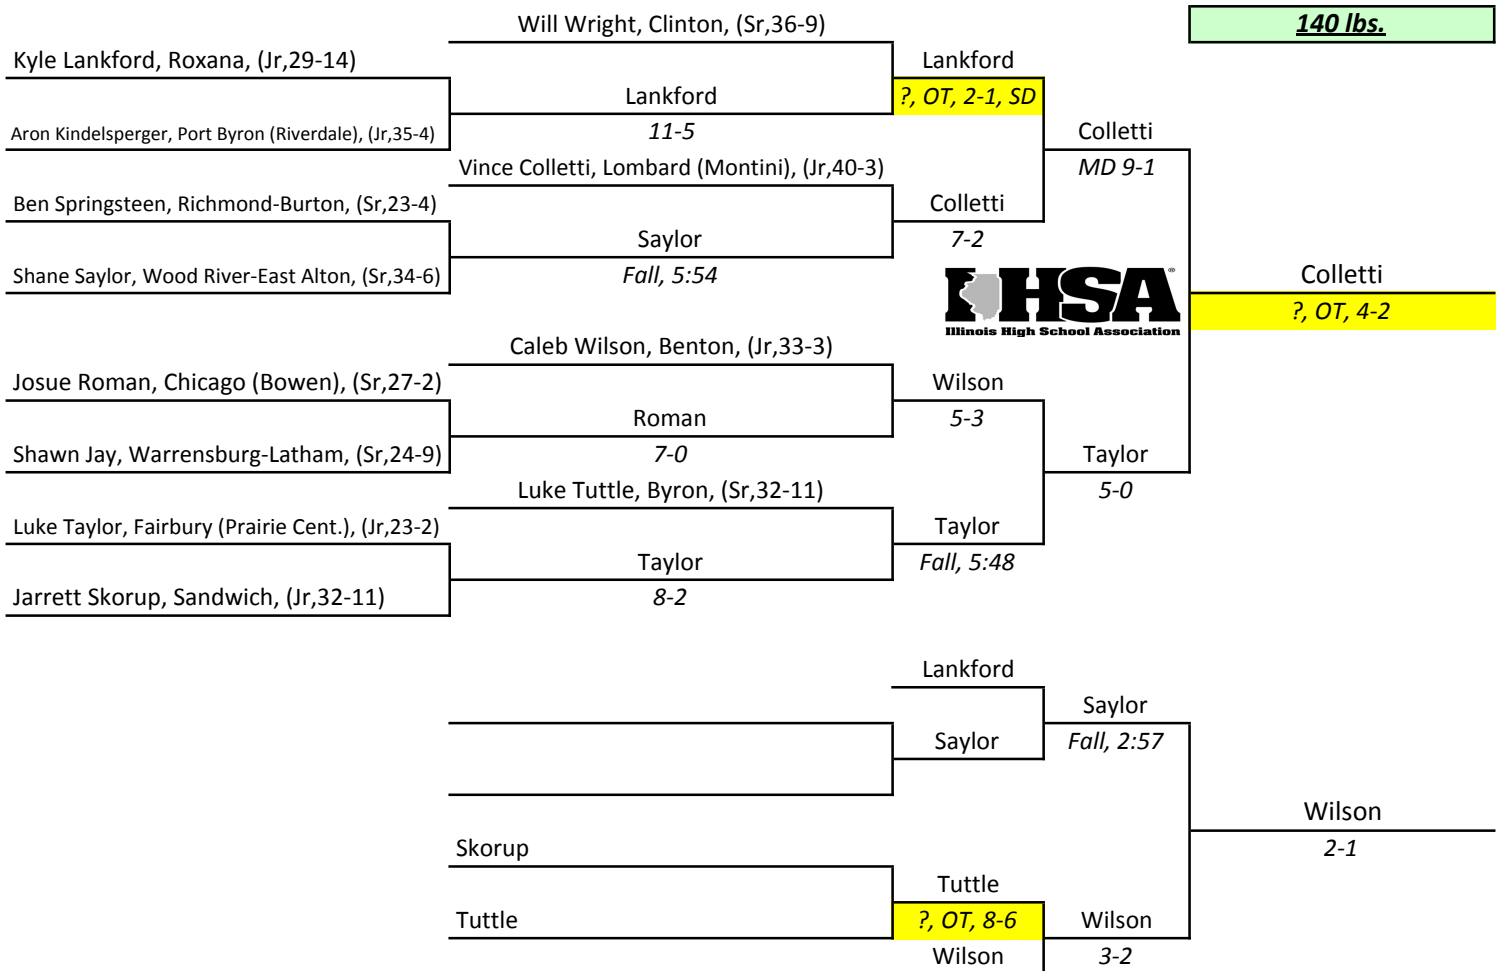 Will Wright, Clinton, (Sr,36-9)
140 lbs.
Kyle Lankford, Roxana, (Jr,29-14)
Lankford
Lankford
?, OT, 2-1, SD
Aron Kindelsperger, Port Byron (Riverdale), (Jr,35-4)
11-5
Colletti
Vince Colletti, Lombard (Montini), (Jr,40-3)
MD 9-1
Ben Springsteen, Richmond-Burton, (Sr,23-4)
Colletti
Saylor
7-2
Shane Saylor, Wood River-East Alton, (Sr,34-6)
Fall, 5:54
IHSA®
Illinois High School Association
Colletti
?, OT, 4-2
Caleb Wilson, Benton, (Jr,33-3)
Josue Roman, Chicago (Bowen), (Sr,27-2)
Wilson
Roman
5-3
Shawn Jay, Warrensburg-Latham, (Sr,24-9)
7-0
Taylor
Luke Tuttle, Byron, (Sr,32-11)
5-0
Luke Taylor, Fairbury (Prairie Cent.), (Jr,23-2)
Taylor
Taylor
Fall, 5:48
Jarrett Skorup, Sandwich, (Jr,32-11)
8-2
Lankford
Saylor
Saylor
Fall, 2:57
Wilson
2-1
Skorup
Tuttle
Tuttle
?, OT, 8-6
Wilson
Wilson
3-2